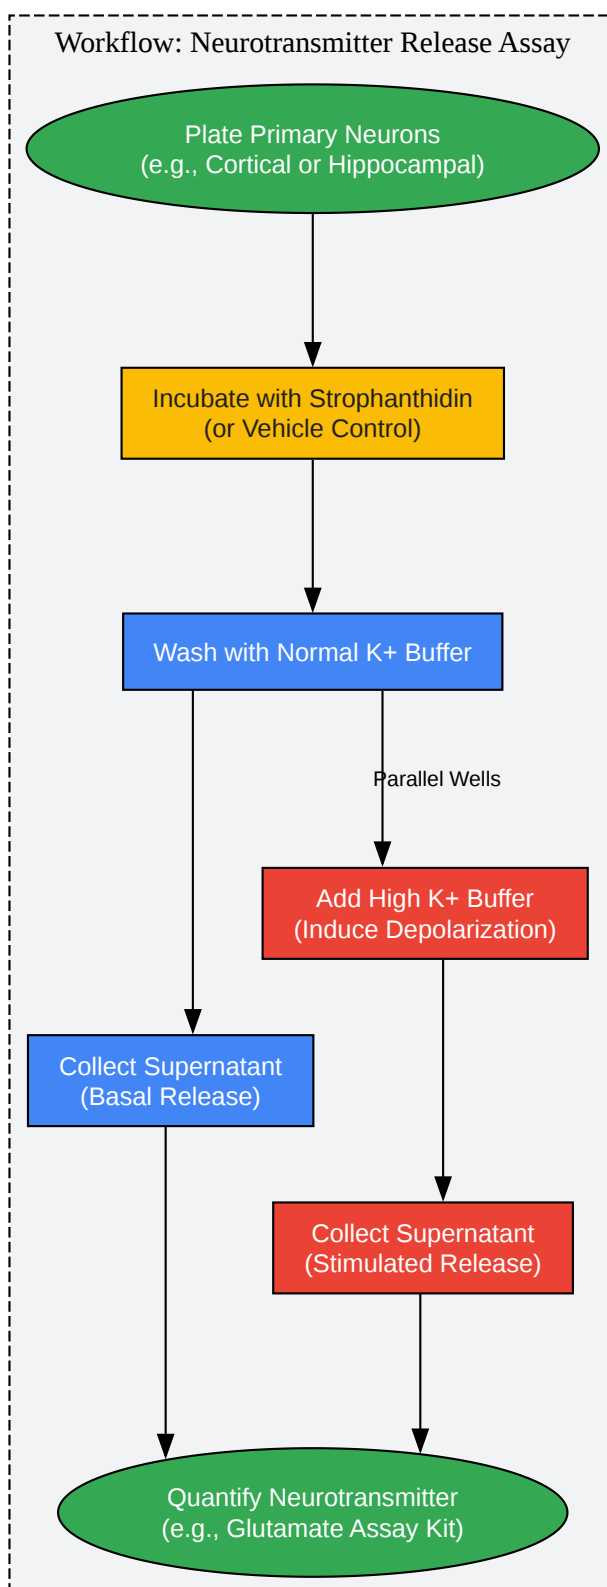 Workflow: Neurotransmitter Release Assay
Plate Primary Neurons
(e.g., Cortical or Hippocampal)
Incubate with Strophanthidin
(or Vehicle Control)
Wash with Normal K+ Buffer
Parallel Wells
Add High K+ Buffer
(Induce Depolarization)
Collect Supernatant
(Basal Release)
Collect Supernatant
(Stimulated Release)
Quantify Neurotransmitter
(e.g., Glutamate Assay Kit)